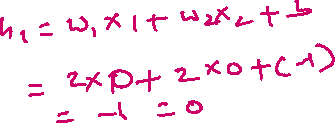 h₁ = w₁x₁ + w₂x₂ + b
= 2×0 + 2×0 + (-1)
= -1 = 0